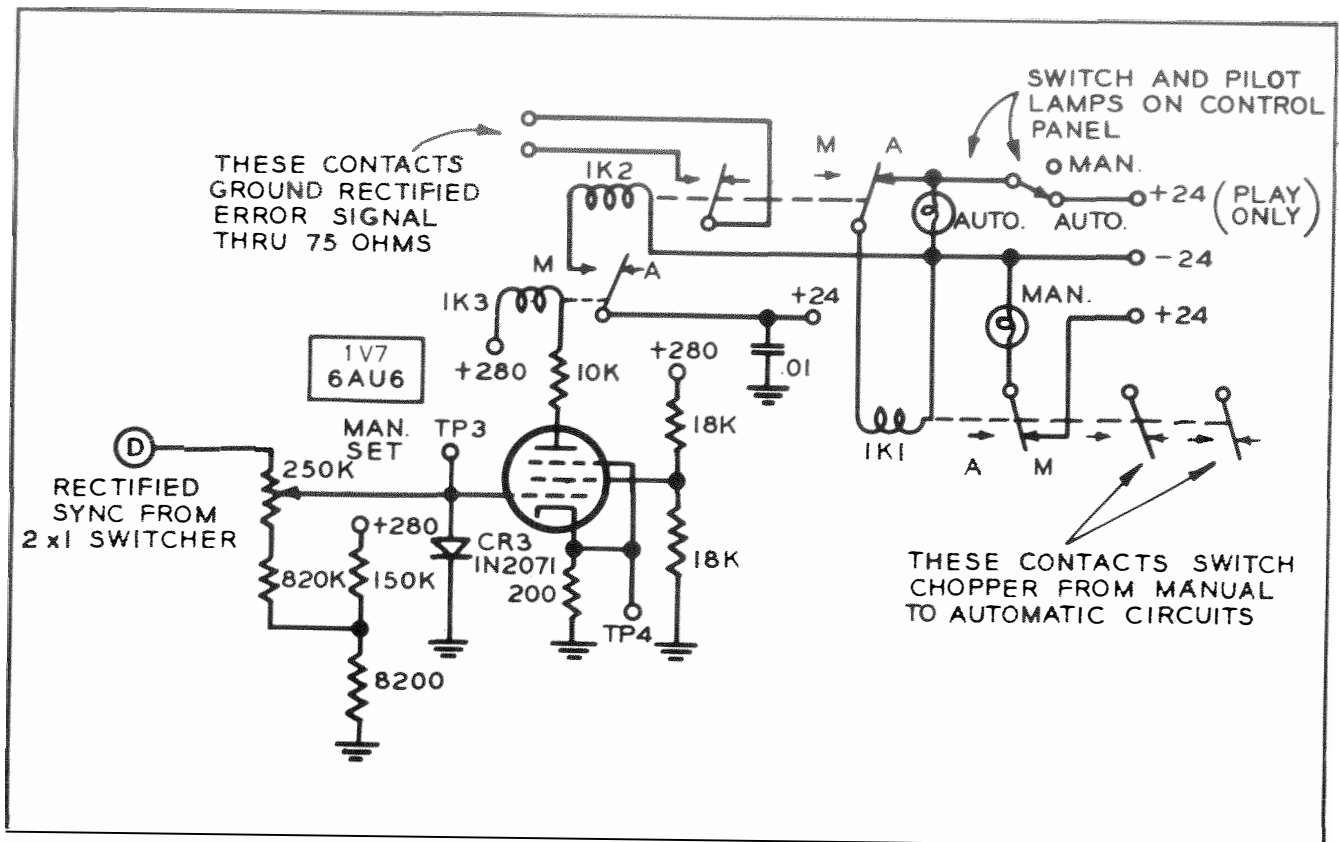 SWITCH AND PILOT
LAMPS ON CONTROL
PANEL
THESE CONTACTS
GROUND RECTIFIED
ERROR SIGNAL
THRU 75 OHMS
1K2
M
A
MAN.
+24 (PLAY
ONLY)
AUTO.
AUTO.
M
A
-24
1K3
+24
MAN.
+24
1V7
6AU6
+280
10K
+280
.01
MAN.
SET
TP3
18K
D
250K
1K1
A
M
RECTIFIED
SYNC FROM
2 x 1 SWITCHER
+280
CR3
1N2071
18K
820K
150K
200
TP4
THESE CONTACTS SWITCH
CHOPPER FROM MANUAL
TO AUTOMATIC CIRCUITS
8200